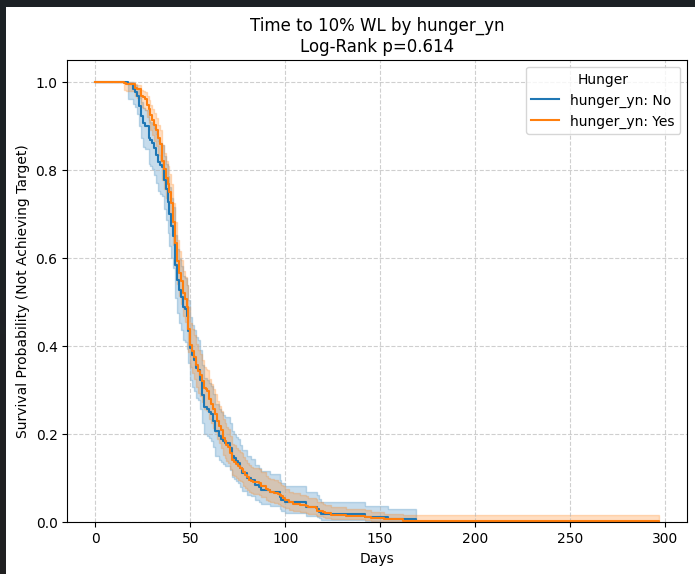 Time to 10% WL by hunger_yn
Log-Rank p=0.614
Hunger
hunger_yn: No
hunger_yn: Yes
Survival Probability (Not Achieving Target)
1.0
0.8
0.6
0.4
0.2
0.0
0
50
100
150
200
250
300
Days